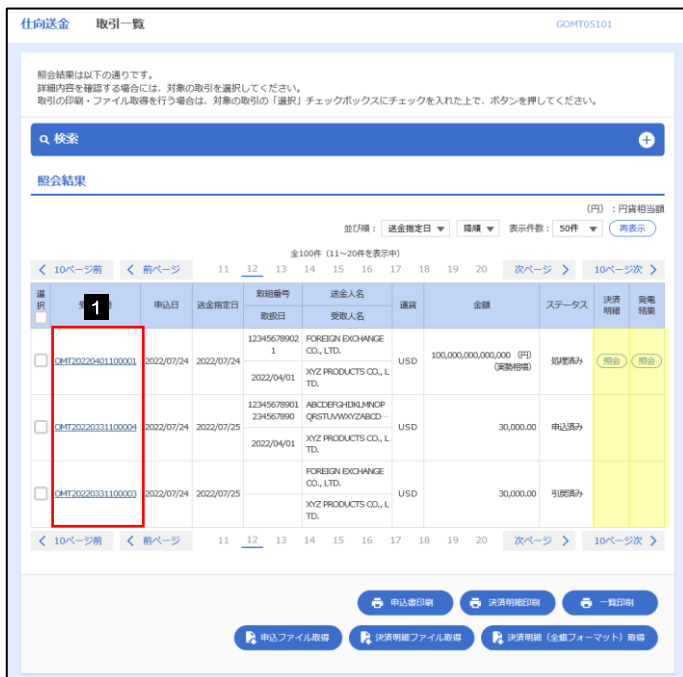 仕向送金 取引一覧 GOMT05101
照会結果は以下の通りです。
詳細内容を確認する場合には、対象の取引を選択してください。
取引の印刷・ファイル取得を行う場合は、対象の取引の「選択」チェックボックスにチェックを入れた上で、ボタンを押してください。
検索
照会結果
(円) : 円貨相当額
並び順： 送金指定日 降順 表示件数： 50件 再表示
全100件（11～20件を表示中）
10ページ前 前ページ 11 12 13 14 15 16 17 18 19 20 次ページ 10ページ次
選択 1 申込日 送金指定日 取組番号 送金人名 通貨 金額 ステータス 決済明細 発電結果
取扱日 受取人名
OMT20220401100001 2022/07/24 2022/07/24 123456789021 FOREIGN EXCHANGE CO., LTD. USD 100,000,000,000,000 (円) (実勢相場) 処理済み 照会 照会
2022/04/01 XYZ PRODUCTS CO., LTD.
OMT20220331100004 2022/07/24 2022/07/25 12345678901234567890 ABCDEFGHIJKLMNOPQRSTUVWXYZABCD… USD 30,000.00 申込済み
2022/04/01 XYZ PRODUCTS CO., LTD.
OMT20220331100003 2022/07/24 2022/07/25 FOREIGN EXCHANGE CO., LTD. USD 30,000.00 引戻済み
XYZ PRODUCTS CO., LTD.
10ページ前 前ページ 11 12 13 14 15 16 17 18 19 20 次ページ 10ページ次
申込書印刷 決済明細印刷 一覧印刷
申込ファイル取得 決済明細ファイル取得 決済明細（全銀フォーマット）取得